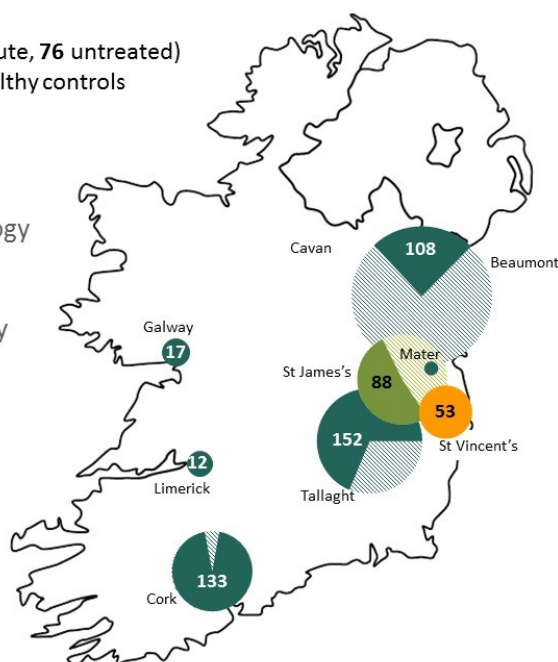 ute, 76 untreated)
lthy controls
ogy
y
Cavan
108
Beaumont
Galway
17
Mater
St James's
88
53
152
St Vincent's
12
Limerick
Tallaght
133
Cork